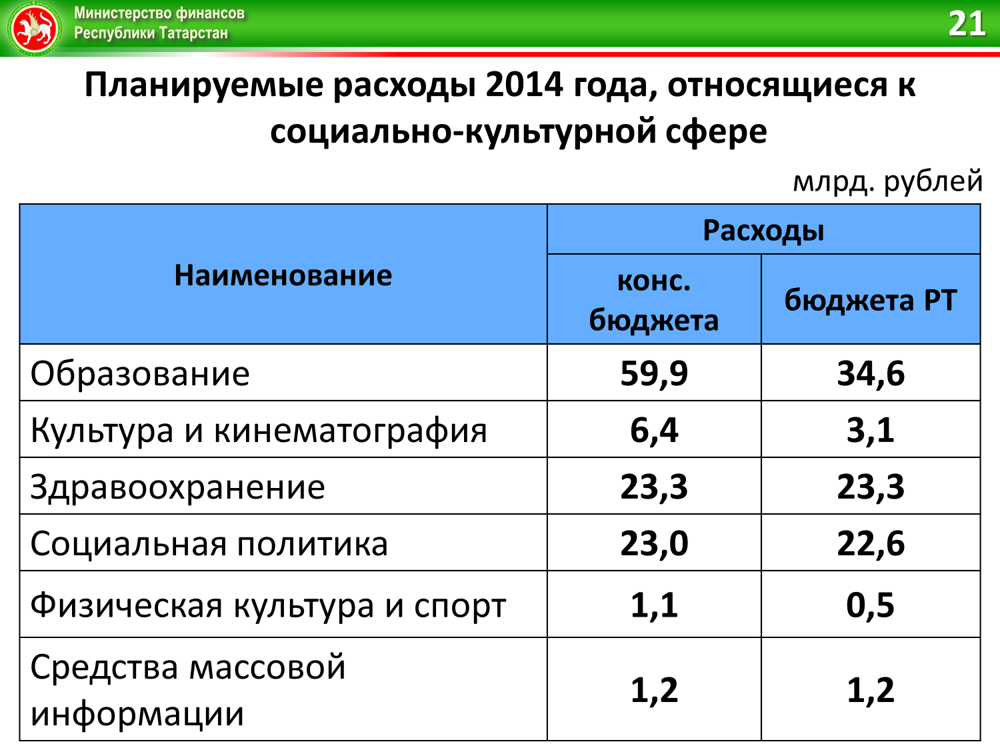 Министерство финансов
Республики Татарстан
21
Планируемые расходы 2014 года, относящиеся к
социально-культурной сфере
млрд. рублей
Наименование
Расходы
конс.
бюджета
бюджета РТ
Образование 59,9 34,6
Культура и кинематография 6,4 3,1
Здравоохранение 23,3 23,3
Социальная политика 23,0 22,6
Физическая культура и спорт 1,1 0,5
Средства массовой
информации
1,2 1,2